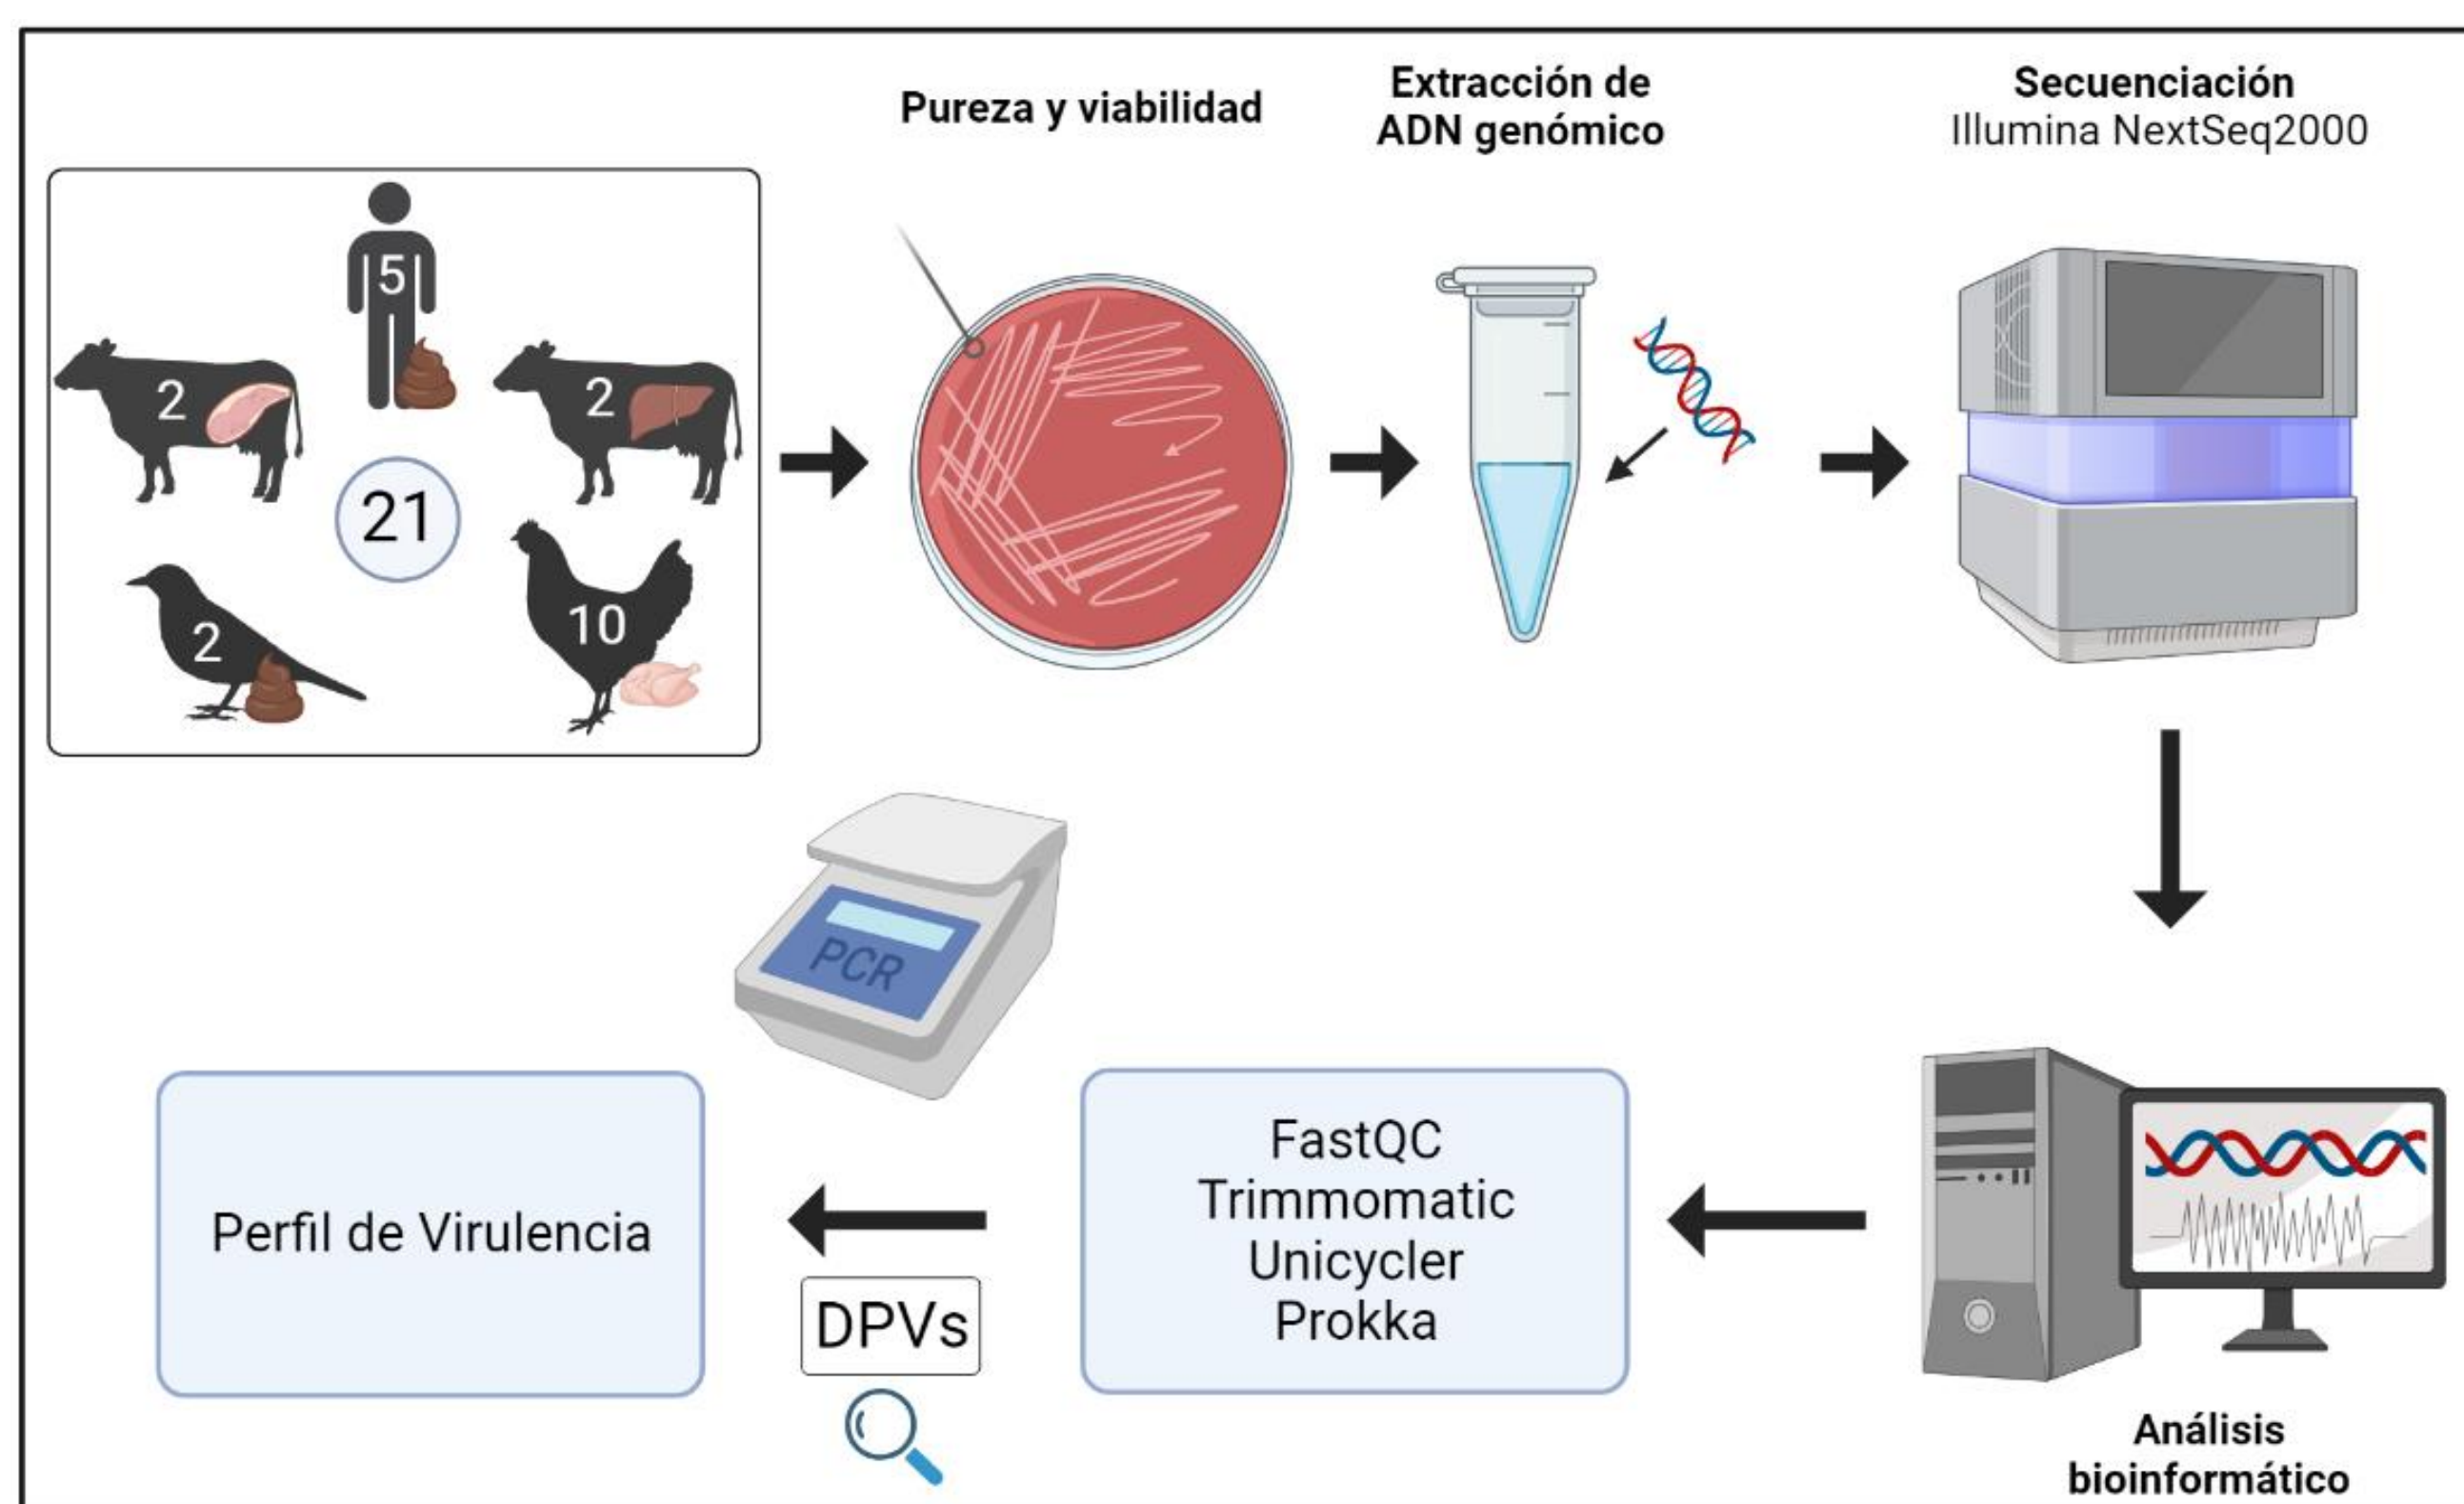 Pureza y viabilidad
Extracción de
ADN genómico
Secuenciación
Illumina NextSeq2000
5
2
2
21
2
10
PCR
Perfil de Virulencia
DPVs
FastQC
Trimmomatic
Unicycler
Prokka
Análisis
bioinformático